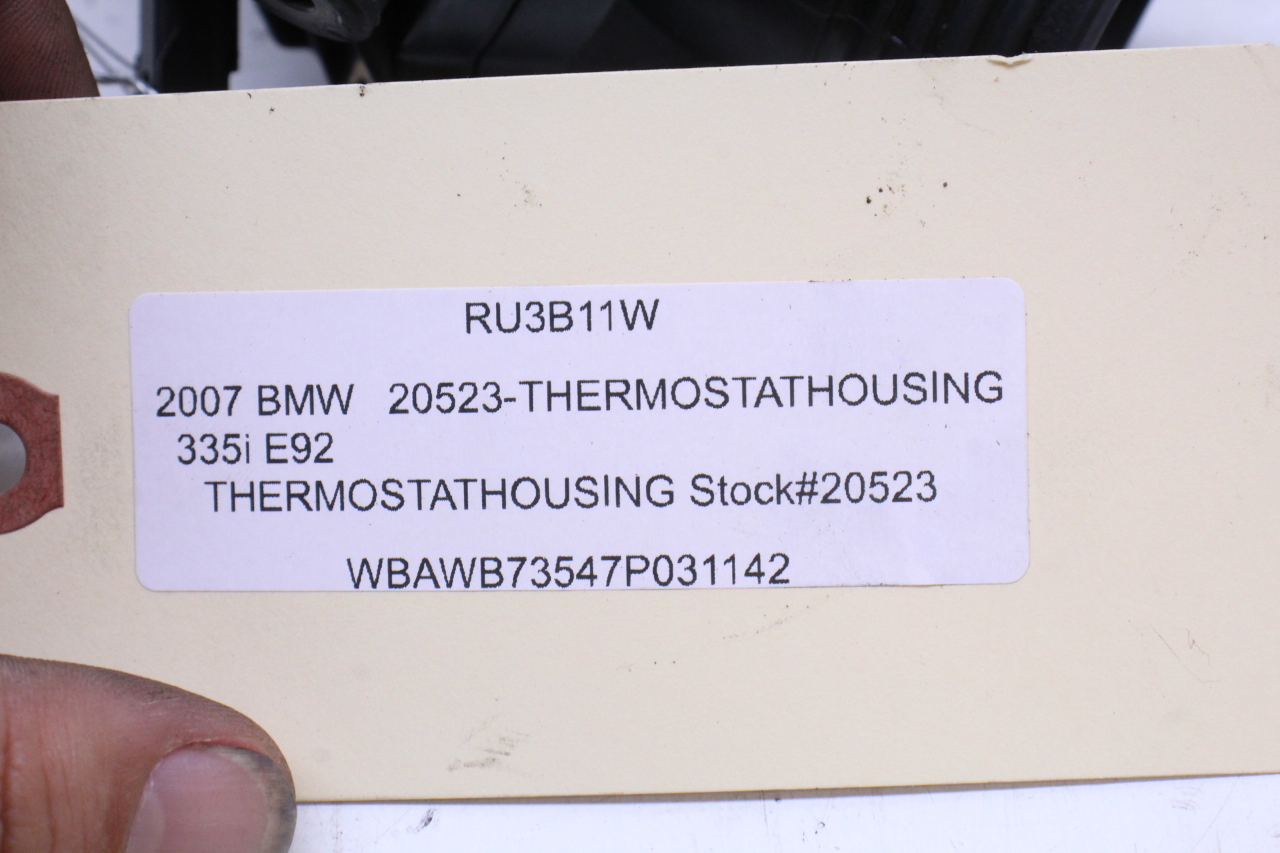 RU3B11W
2007 BMW 20523-THERMOSTATHOUSING
335i E92
THERMOSTATHOUSING Stock#20523
WBAWB73547P031142